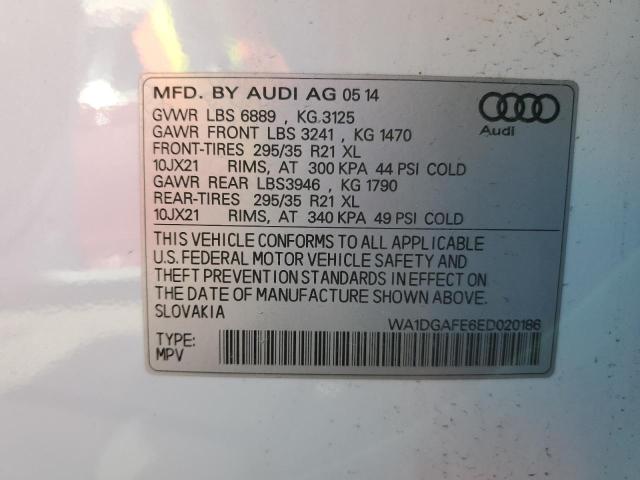 MFD. BY AUDI AG 05 14
GVWR LBS 6889 , KG 3125
GAWR FRONT LBS 3241 , KG 1470
FRONT-TIRES 295/35 R21 XL
10JX21 RIMS, AT 300 KPA 44 PSI COLD
GAWR REAR LBS3946 , KG 1790
REAR-TIRES 295/35 R21 XL
10JX21 RIMS, AT 340 KPA 49 PSI COLD
Audi
THIS VEHICLE CONFORMS TO ALL APPLICABLE
U.S. FEDERAL MOTOR VEHICLE SAFETY AND
THEFT PREVENTION STANDARDS IN EFFECT ON
THE DATE OF MANUFACTURE SHOWN ABOVE.
SLOVAKIA
WA1DGAFE6ED020186
TYPE:
MPV